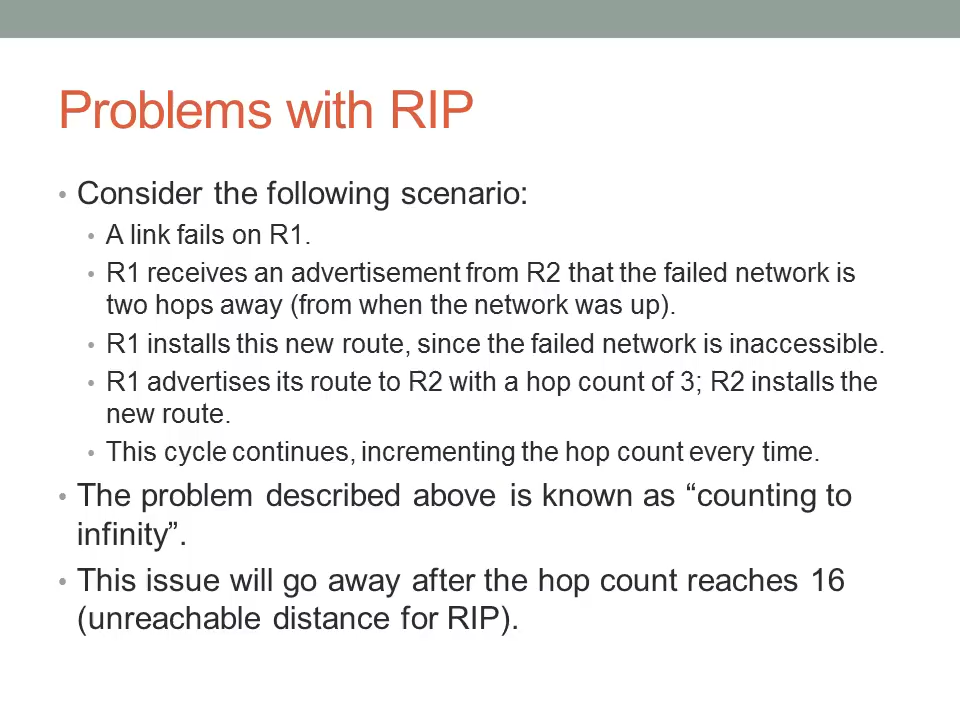 Problems with RIP
• Consider the following scenario:
• A link fails on R1.
• R1 receives an advertisement from R2 that the failed network is
two hops away (from when the network was up).
• R1 installs this new route, since the failed network is inaccessible.
• R1 advertises its route to R2 with a hop count of 3; R2 installs the
new route.
• This cycle continues, incrementing the hop count every time.
• The problem described above is known as “counting to
infinity”.
• This issue will go away after the hop count reaches 16
(unreachable distance for RIP).